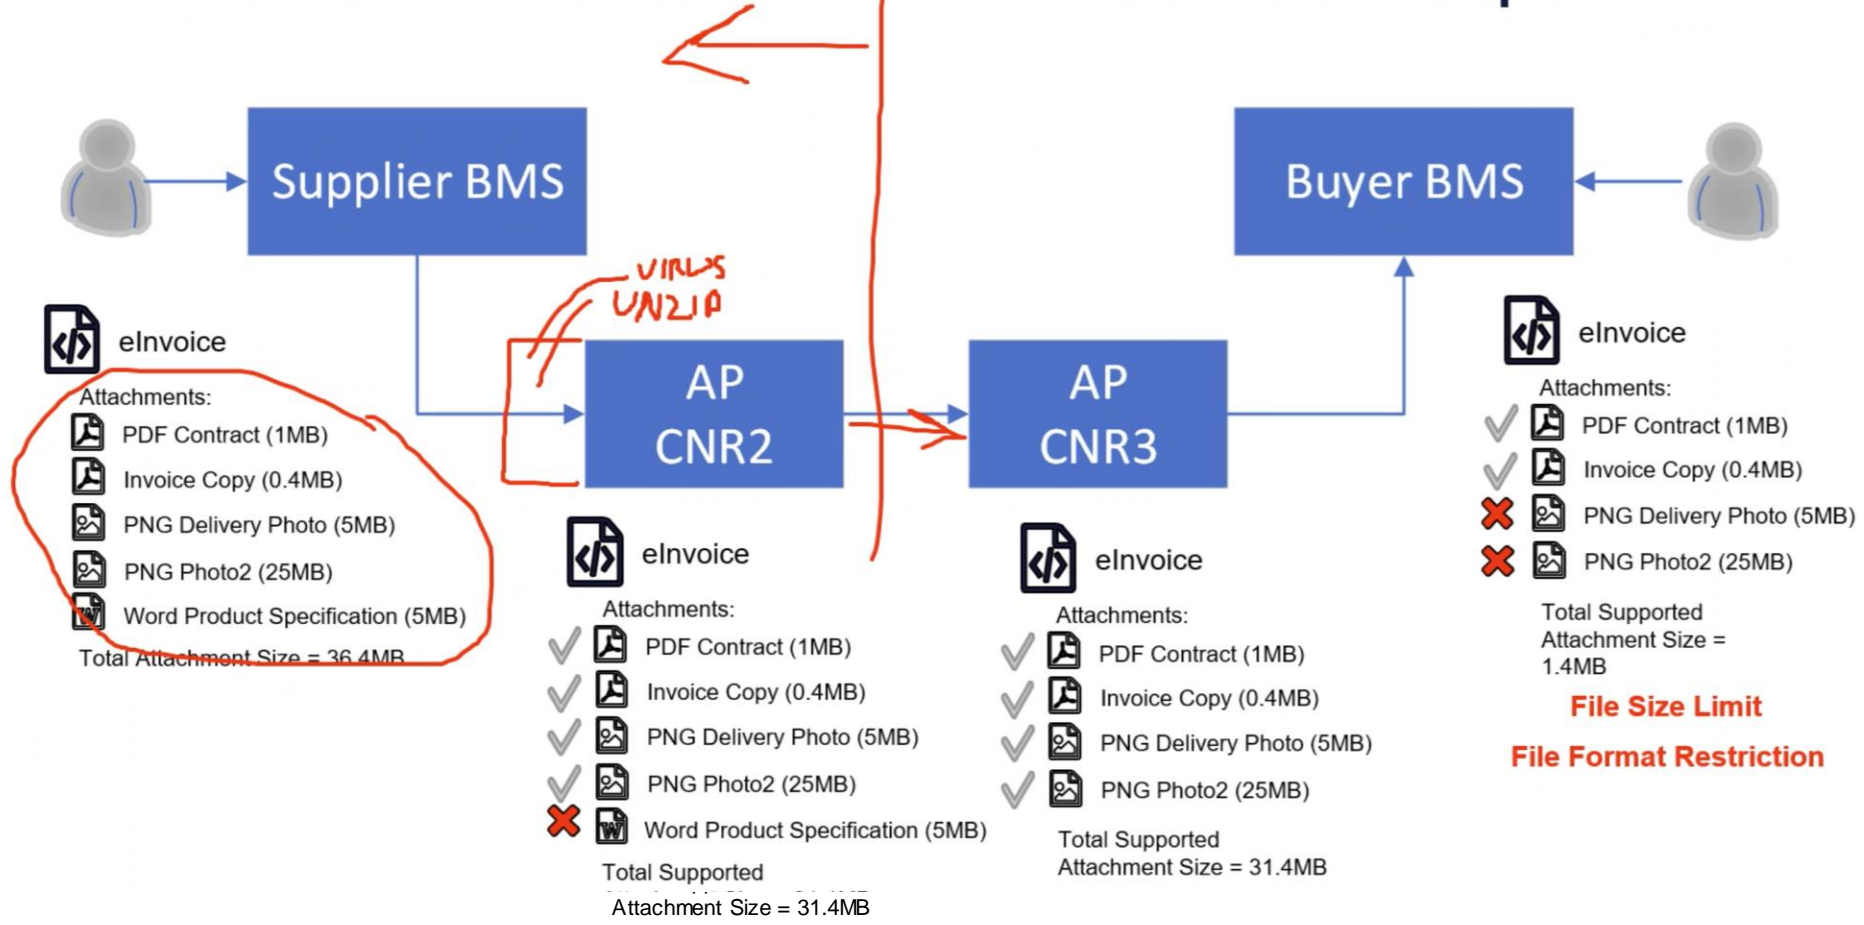 Supplier BMS
Buyer BMS
VIRUS
UNZIP
AP
CNR2
AP
CNR3
eInvoice
Attachments:
PDF Contract (1MB)
Invoice Copy (0.4MB)
PNG Delivery Photo (5MB)
PNG Photo2 (25MB)
Word Product Specification (5MB)
Total Attachment Size = 36.4MB
eInvoice
Attachments:
PDF Contract (1MB)
Invoice Copy (0.4MB)
PNG Delivery Photo (5MB)
PNG Photo2 (25MB)
Word Product Specification (5MB)
Total Supported
Attachment Size = 31.4MB
eInvoice
Attachments:
PDF Contract (1MB)
Invoice Copy (0.4MB)
PNG Delivery Photo (5MB)
PNG Photo2 (25MB)
Total Supported
Attachment Size = 31.4MB
eInvoice
Attachments:
PDF Contract (1MB)
Invoice Copy (0.4MB)
PNG Delivery Photo (5MB)
PNG Photo2 (25MB)
Total Supported
Attachment Size =
1.4MB
File Size Limit
File Format Restriction